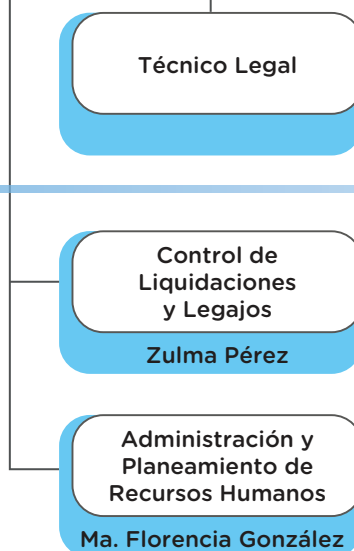 Técnico Legal
Control de
Liquidaciones
y Legajos
Zulma Pérez
Administración y
Planeamiento de
Recursos Humanos
Ma. Florencia González